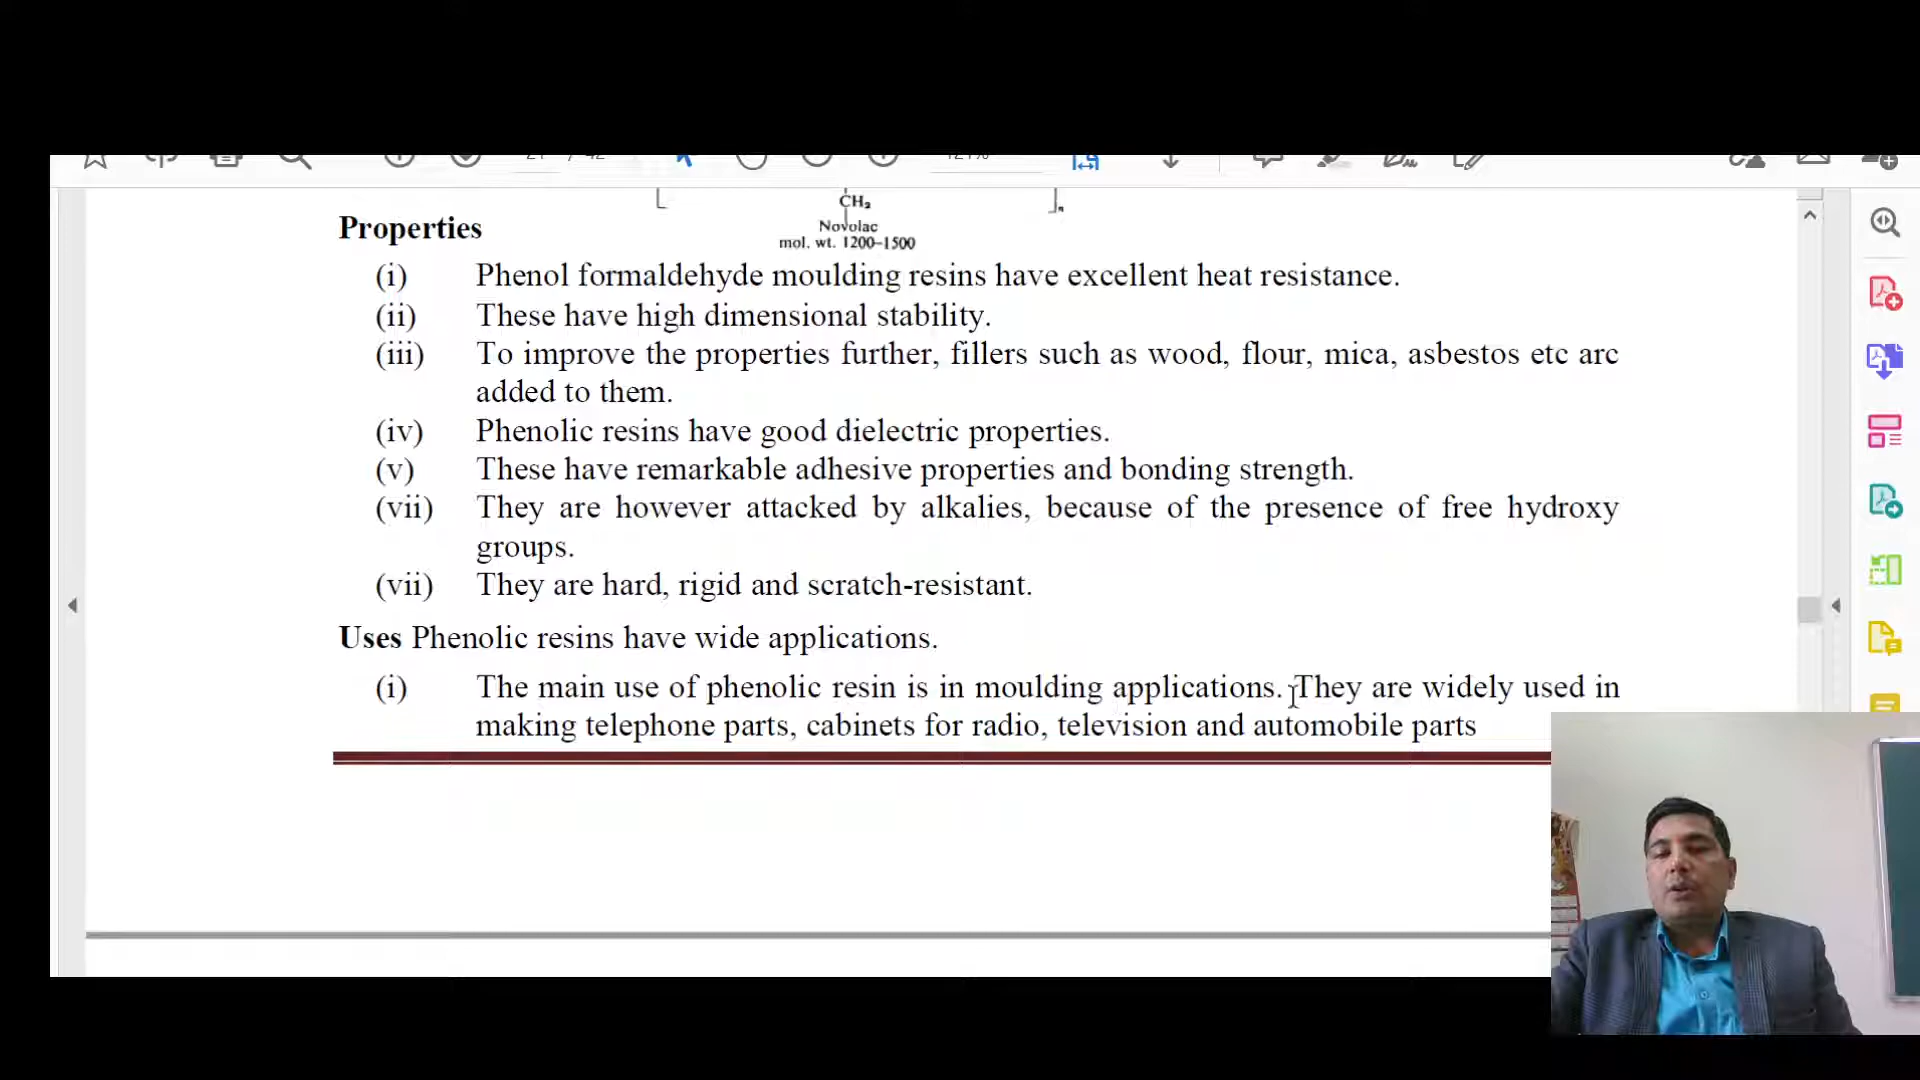 CH₂
Novolac
mol. wt. 1200–1500
Properties
(i) Phenol formaldehyde moulding resins have excellent heat resistance.
(ii) These have high dimensional stability.
(iii) To improve the properties further, fillers such as wood, flour, mica, asbestos etc arc
added to them.
(iv) Phenolic resins have good dielectric properties.
(v) These have remarkable adhesive properties and bonding strength.
(vii) They are however attacked by alkalies, because of the presence of free hydroxy
groups.
(vii) They are hard, rigid and scratch-resistant.
Uses Phenolic resins have wide applications.
(i) The main use of phenolic resin is in moulding applications. They are widely used in
making telephone parts, cabinets for radio, television and automobile parts